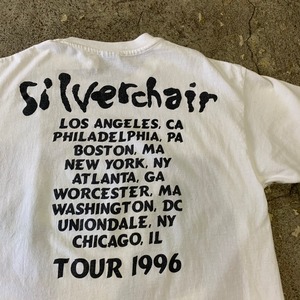 silverchair
LOS ANGELES, CA
PHILADELPHIA, PA
BOSTON, MA
NEW YORK, NY
ATLANTA, GA
WORCESTER, MA
WASHINGTON, DC
UNIONDALE, NY
CHICAGO, IL
TOUR 1996